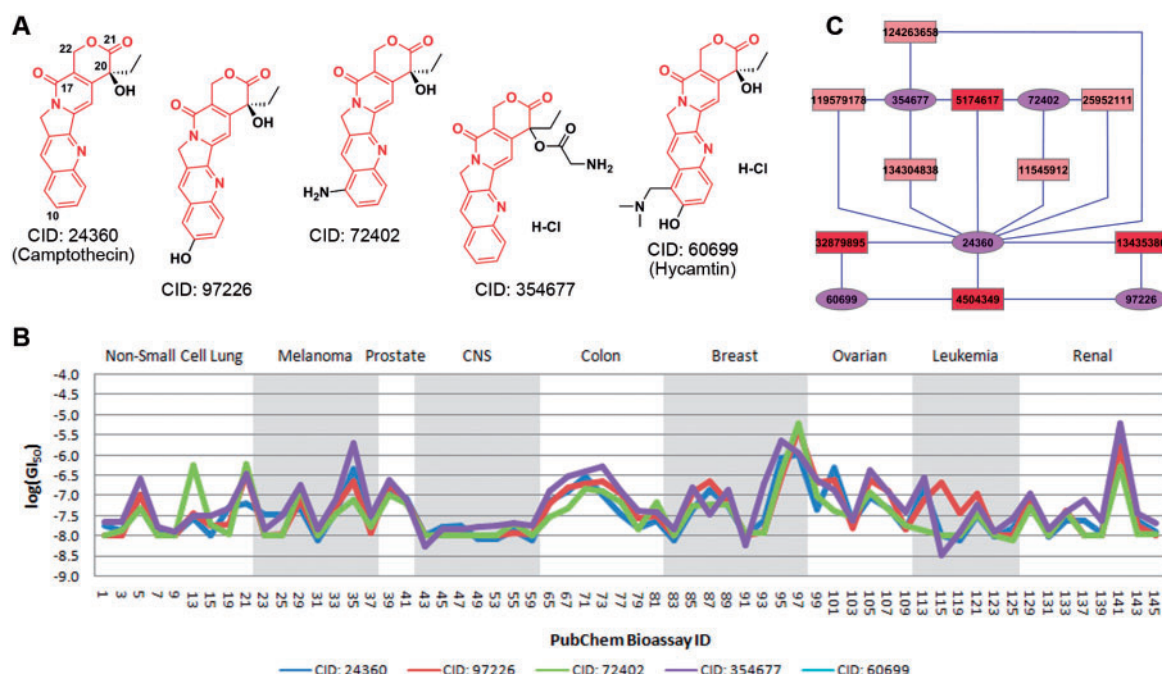 A
O
O
21
22
20
O
17
OH
N
N
10
CID: 24360
(Camptothecin)
O
O
O
OH
N
N
HO
CID: 97226
O
O
O
OH
N
N
H₂N
CID: 72402
O
O
O
N
O
O
NH₂
N
H-Cl
CID: 354677
O
O
O
OH
N
N
H-Cl
N
OH
CID: 60699
(Hycamtin)
C
124263658
119579178 354677 5174617 72402 25952111
134304838 11545912
32879895 24360 13435380
60699 4504349 97226
B
Non-Small Cell Lung Melanoma Prostate CNS Colon Breast Ovarian Leukemia Renal
log(GI₅₀)
-4.0
-4.5
-5.0
-5.5
-6.0
-6.5
-7.0
-7.5
-8.0
-8.5
-9.0
1 3 5 7 9 13 15 19 21 23 25 29 31 33 35 37 39 41 43 45 47 49 53 55 59 61 65 67 71 73 77 79 81 83 85 87 89 91 93 95 97 99 101 103 105 107 109 113 115 119 121 123 125 129 131 133 137 139 141 143 145
PubChem Bioassay ID
CID: 24360 CID: 97226 CID: 72402 CID: 354677 CID: 60699